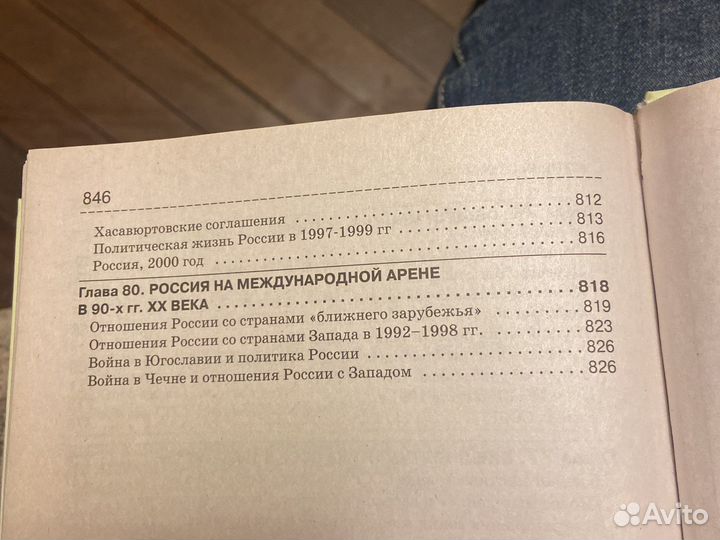 846
Хасавюртовские соглашения . . . . . . . . . . . . . . . . . . . . . . . . . . . 812
Политическая жизнь России в 1997-1999 гг . . . . . . . . . . . . . . . 813
Россия, 2000 год . . . . . . . . . . . . . . . . . . . . . . . . . . . . . . . . . . . 816
Глава 80. РОССИЯ НА МЕЖДУНАРОДНОЙ АРЕНЕ
В 90-х гг. XX ВЕКА . . . . . . . . . . . . . . . . . . . . . . . . . . . . . . . . . 818
Отношения России со странами «ближнего зарубежья» . . . . . . . 819
Отношения России со странами Запада в 1992–1998 гг. . . . . . . . 823
Война в Югославии и политика России . . . . . . . . . . . . . . . . . . 826
Война в Чечне и отношения России с Западом . . . . . . . . . . . . . 826
Avito